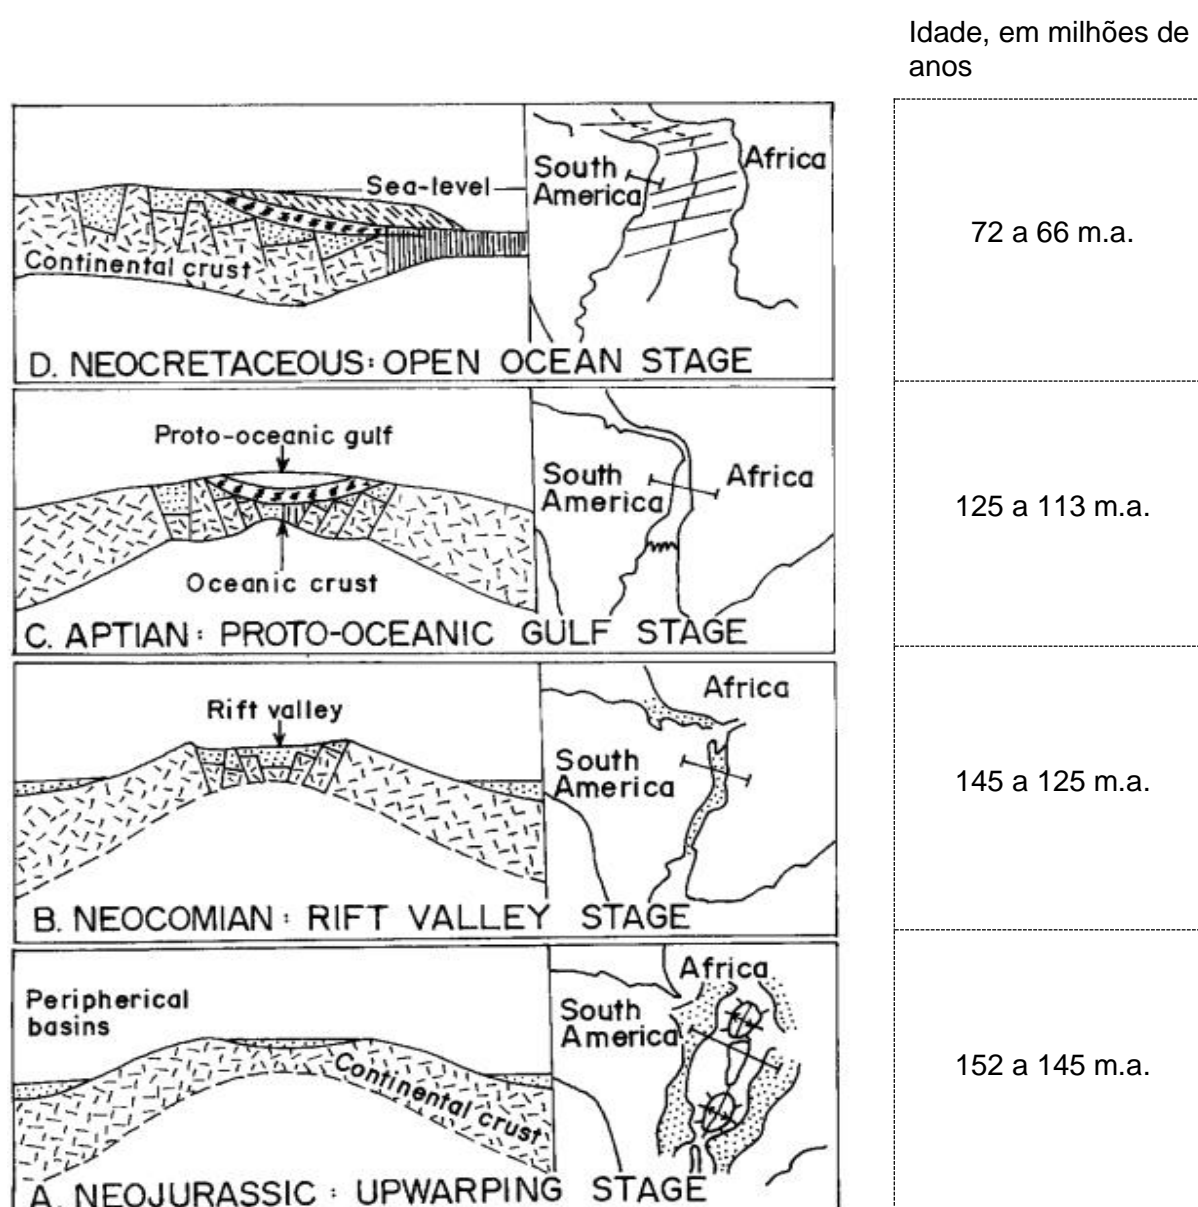 Idade, em milhões de
anos
Sea-level
Continental crust
South
America
Africa
D. NEOCRETACEOUS: OPEN OCEAN STAGE
72 a 66 m.a.
Proto-oceanic gulf
Oceanic crust
South
America
Africa
C. APTIAN: PROTO-OCEANIC GULF STAGE
125 a 113 m.a.
Rift valley
Africa
South
America
B. NEOCOMIAN: RIFT VALLEY STAGE
145 a 125 m.a.
Peripherical
basins
Continental crust
Africa
South
America
A. NEOJURASSIC: UPWARPING STAGE
152 a 145 m.a.